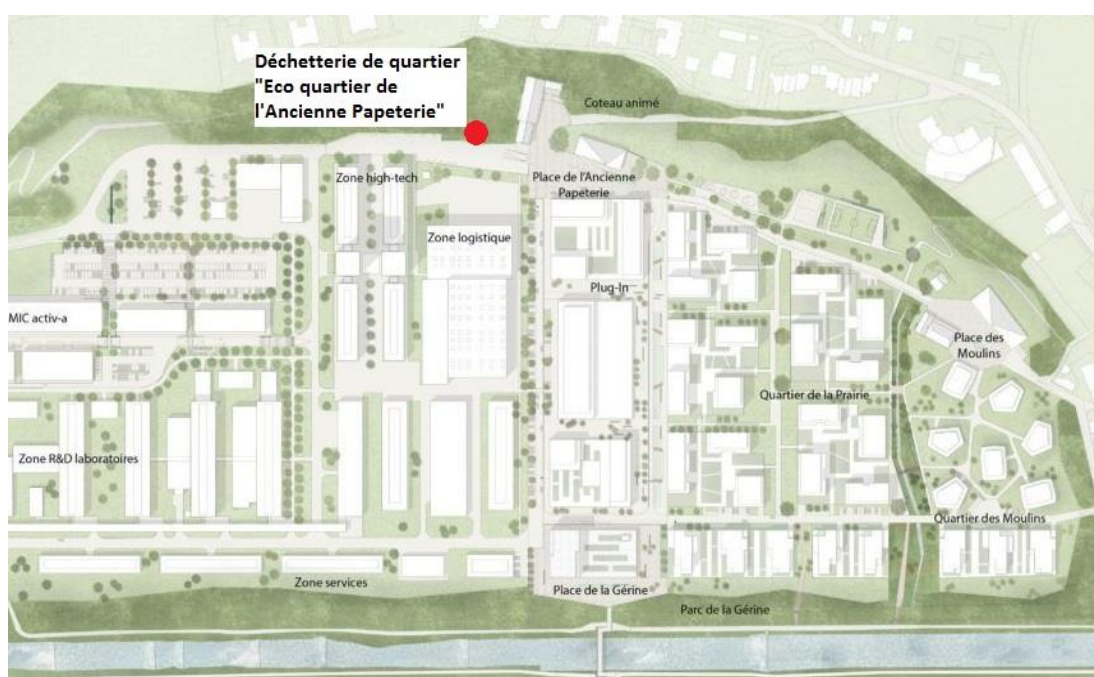 Déchetterie de quartier
"Eco quartier de
l'Ancienne Papeterie"
Coteau animé
Zone high-tech
Place de l'Ancienne
Papeterie
Zone logistique
Plug-In
MIC activ-a
Place des
Moulins
Quartier de la Prairie
Zone R&D laboratoires
Quartier des Moulins
Zone services
Place de la Gérine
Parc de la Gérine